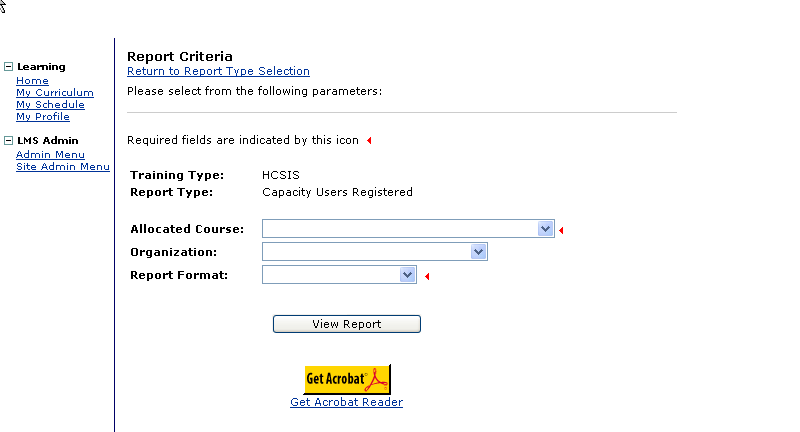 Learning
Home
My Curriculum
My Schedule
My Profile
LMS Admin
Admin Menu
Site Admin Menu
Report Criteria
Return to Report Type Selection
Please select from the following parameters:
Required fields are indicated by this icon
Training Type: HCSIS
Report Type: Capacity Users Registered
Allocated Course:
Organization:
Report Format:
View Report
Get Acrobat
Get Acrobat Reader